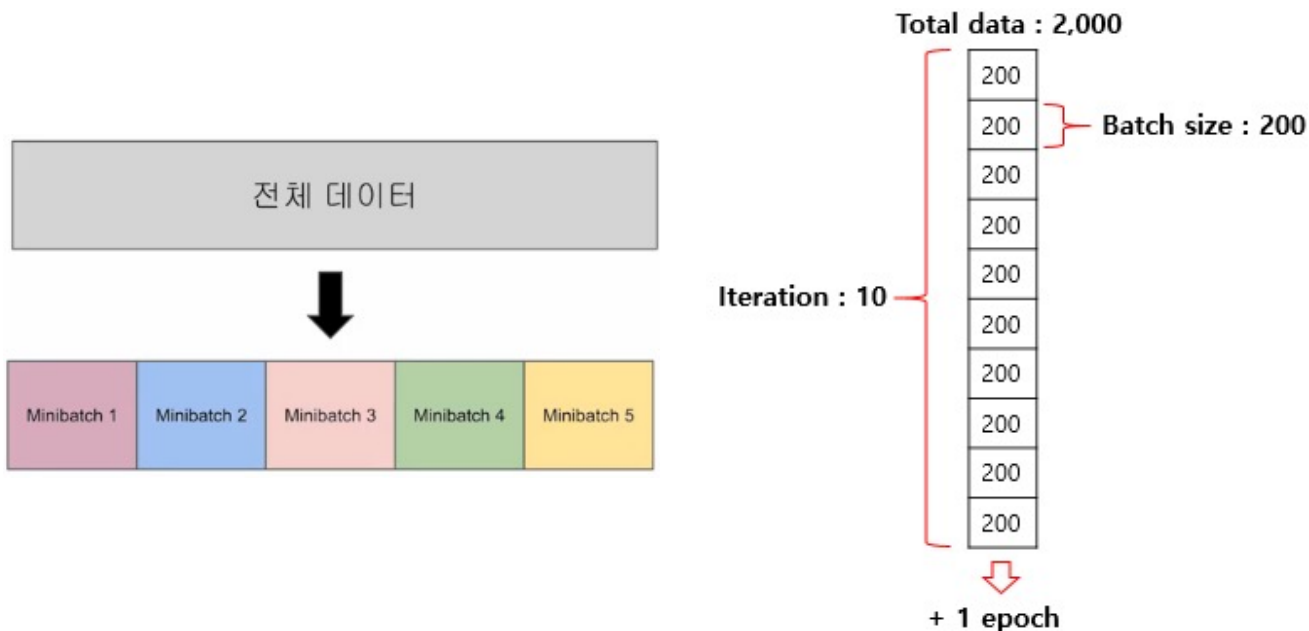 전체 데이터
Minibatch 1
Minibatch 2
Minibatch 3
Minibatch 4
Minibatch 5
Total data : 2,000
200
200
200
200
200
200
200
200
200
200
Batch size : 200
Iteration : 10
+ 1 epoch